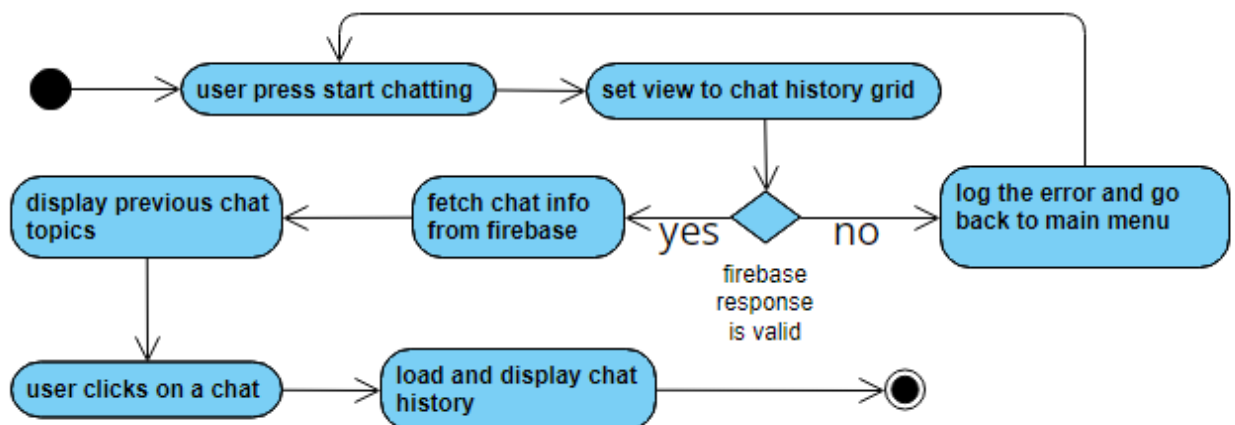 user press start chatting
set view to chat history grid
display previous chat
topics
fetch chat info
from firebase
yes
no
log the error and go
back to main menu
firebase
response
is valid
user clicks on a chat
load and display chat
history